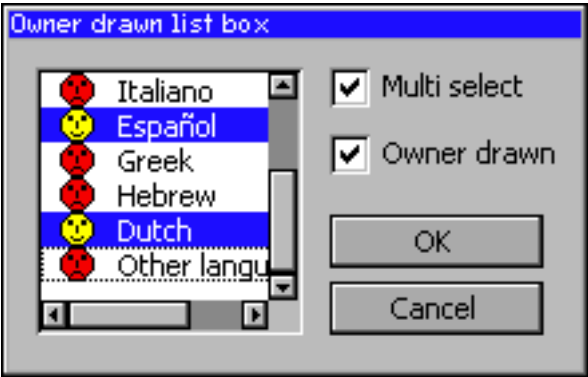 Owner drawn list box
Italiano
Español
Greek
Hebrew
Dutch
Other langu
Multi select
Owner drawn
OK
Cancel